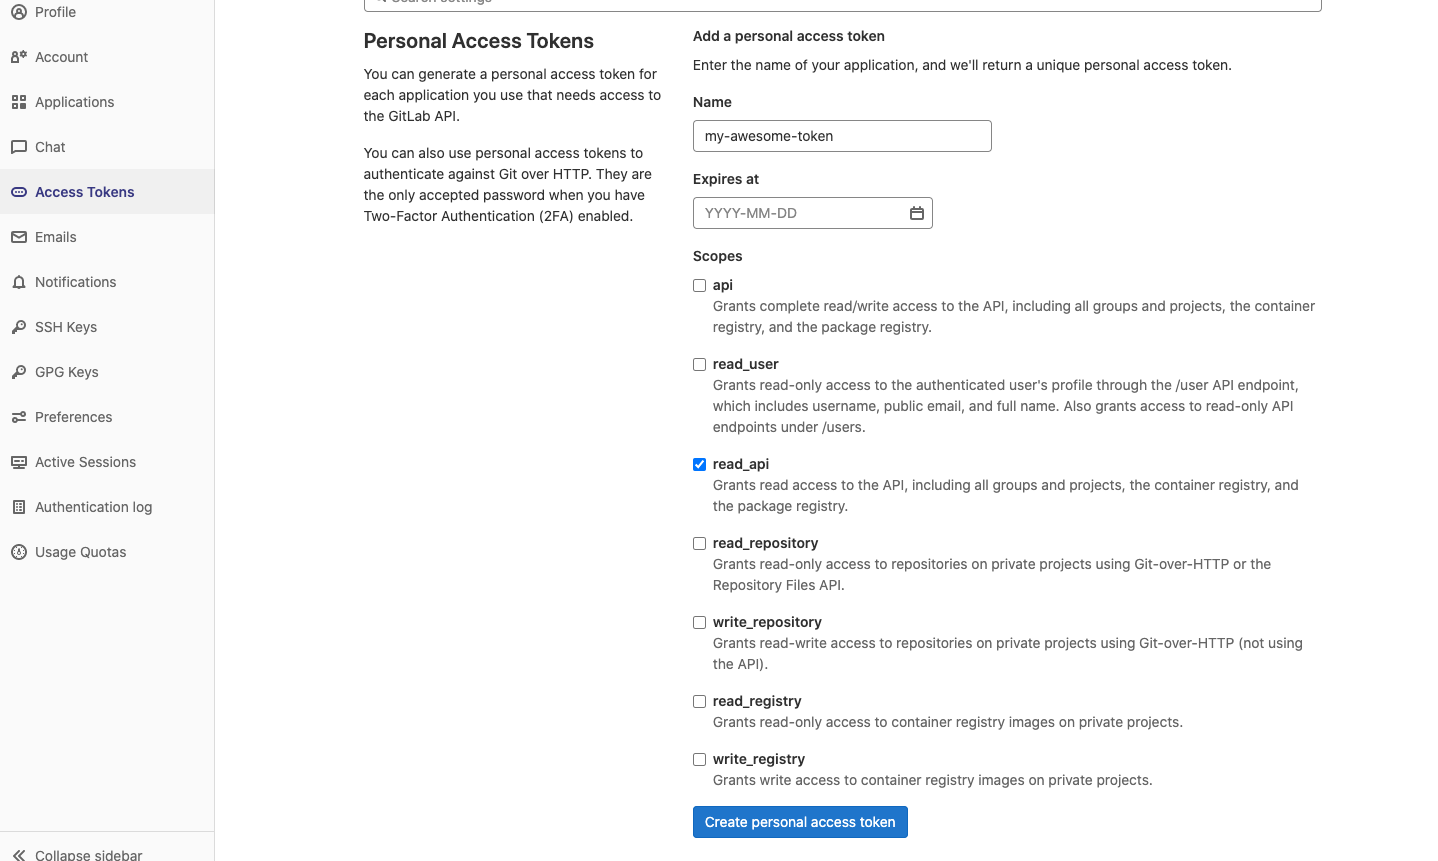 Search settings
Profile
Account
Applications
Chat
Access Tokens
Emails
Notifications
SSH Keys
GPG Keys
Preferences
Active Sessions
Authentication log
Usage Quotas
Collapse sidebar
Personal Access Tokens
You can generate a personal access token for
each application you use that needs access to
the GitLab API.
You can also use personal access tokens to
authenticate against Git over HTTP. They are
the only accepted password when you have
Two-Factor Authentication (2FA) enabled.
Add a personal access token
Enter the name of your application, and we'll return a unique personal access token.
Name
my-awesome-token
Expires at
YYYY-MM-DD
Scopes
api
Grants complete read/write access to the API, including all groups and projects, the container
registry, and the package registry.
read_user
Grants read-only access to the authenticated user's profile through the /user API endpoint,
which includes username, public email, and full name. Also grants access to read-only API
endpoints under /users.
read_api
Grants read access to the API, including all groups and projects, the container registry, and
the package registry.
read_repository
Grants read-only access to repositories on private projects using Git-over-HTTP or the
Repository Files API.
write_repository
Grants read-write access to repositories on private projects using Git-over-HTTP (not using
the API).
read_registry
Grants read-only access to container registry images on private projects.
write_registry
Grants write access to container registry images on private projects.
Create personal access token